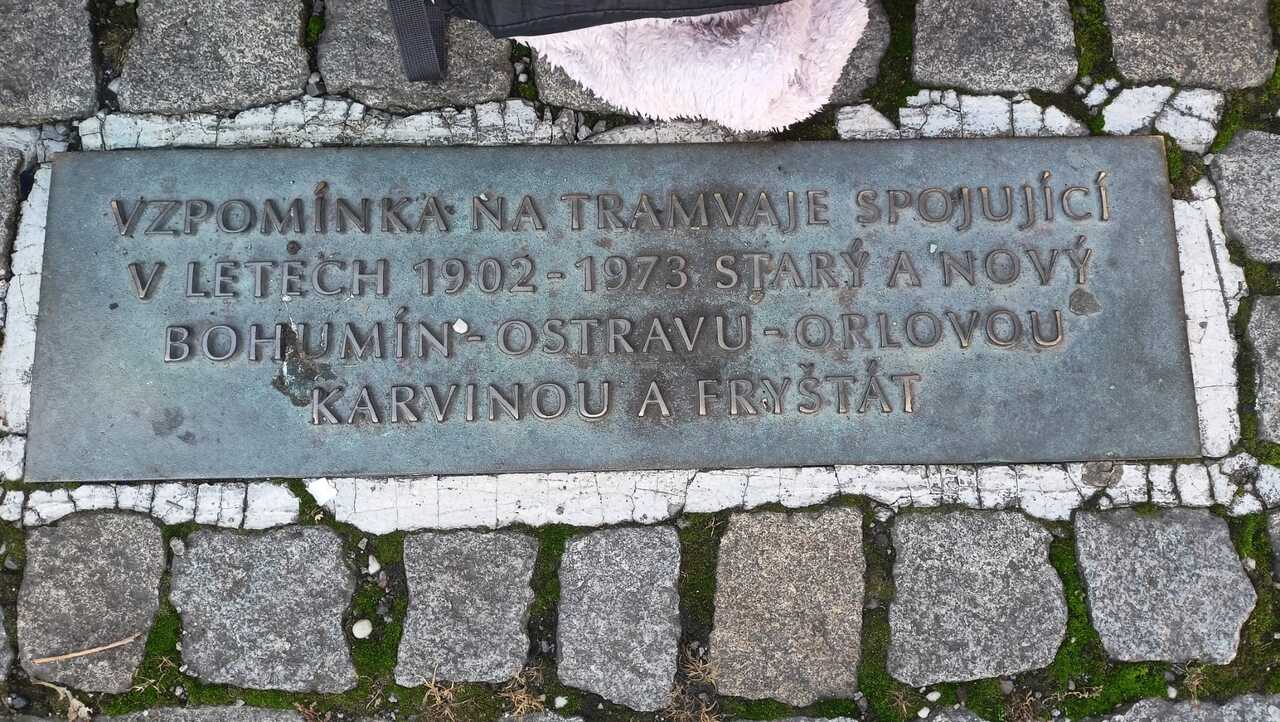 VZPOMÍNKA NA TRAMVAJE SPOJUJÍCÍ
V LETECH 1902 - 1973 STARÝ A NOVÝ
BOHUMÍN - OSTRAVU - ORLOVOU
KARVINOU A FRYŠTÁT